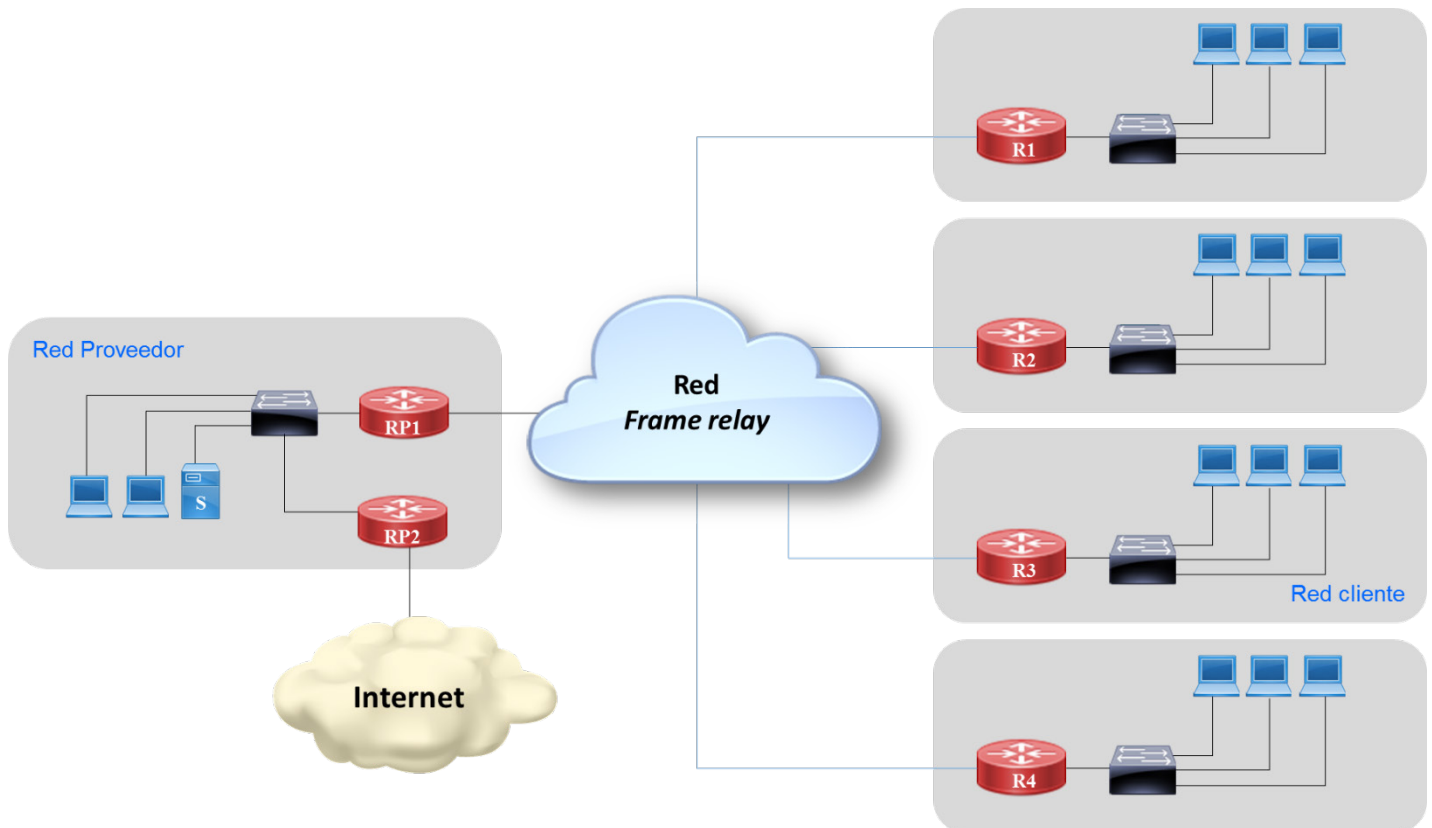 R1
R2
Red Proveedor
Red
Frame relay
RP1
S
RP2
R3
Red cliente
Internet
R4